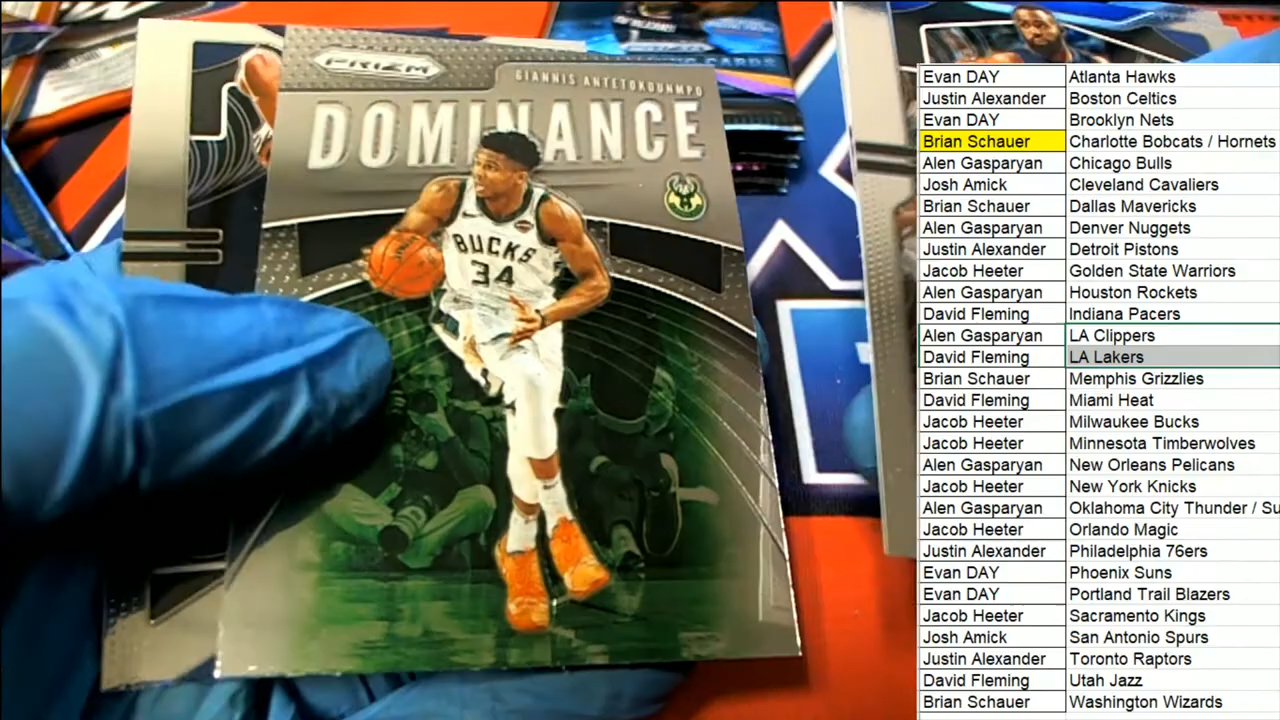 PRIZM
GIANNIS ANTETOKOUNMPO
DOMINANCE
BUCKS
34
CARDS
Evan DAY Atlanta Hawks
Justin Alexander Boston Celtics
Evan DAY Brooklyn Nets
Brian Schauer Charlotte Bobcats / Hornets
Alen Gasparyan Chicago Bulls
Josh Amick Cleveland Cavaliers
Brian Schauer Dallas Mavericks
Alen Gasparyan Denver Nuggets
Justin Alexander Detroit Pistons
Jacob Heeter Golden State Warriors
Alen Gasparyan Houston Rockets
David Fleming Indiana Pacers
Alen Gasparyan LA Clippers
David Fleming LA Lakers
Brian Schauer Memphis Grizzlies
David Fleming Miami Heat
Jacob Heeter Milwaukee Bucks
Jacob Heeter Minnesota Timberwolves
Alen Gasparyan New Orleans Pelicans
Jacob Heeter New York Knicks
Alen Gasparyan Oklahoma City Thunder / Su
Jacob Heeter Orlando Magic
Justin Alexander Philadelphia 76ers
Evan DAY Phoenix Suns
Evan DAY Portland Trail Blazers
Jacob Heeter Sacramento Kings
Josh Amick San Antonio Spurs
Justin Alexander Toronto Raptors
David Fleming Utah Jazz
Brian Schauer Washington Wizards